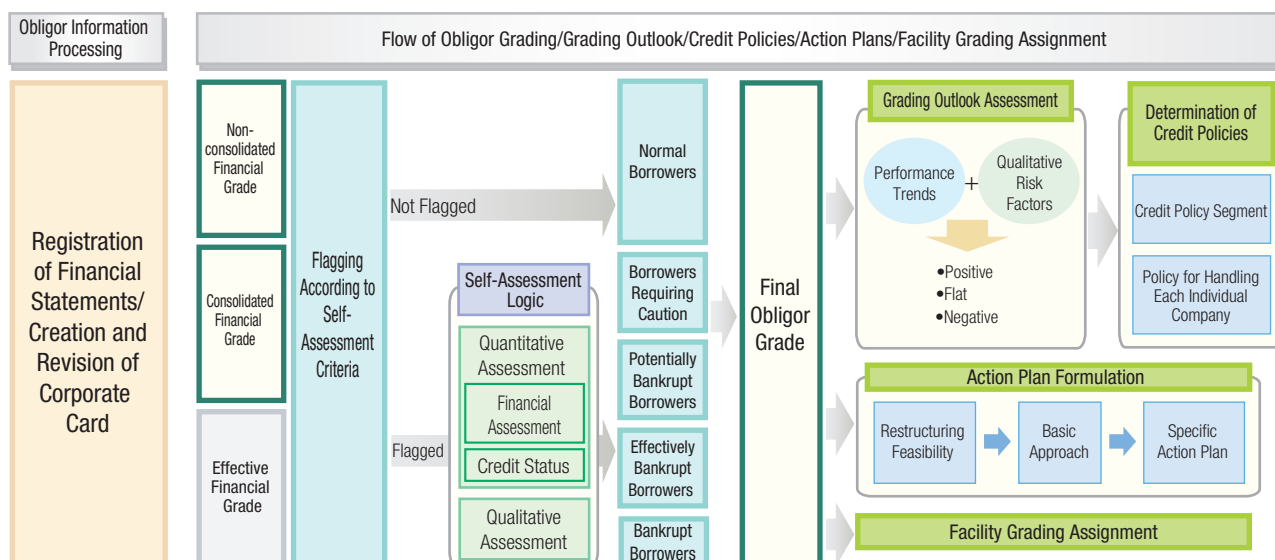 Obligor Information
Processing
Flow of Obligor Grading/Grading Outlook/Credit Policies/Action Plans/Facility Grading Assignment
Registration
of Financial
Statements/
Creation and
Revision of
Corporate
Card
Non-
consolidated
Financial
Grade
Consolidated
Financial
Grade
Effective
Financial
Grade
Flagging
According to
Self-
Assessment
Criteria
Not Flagged
Flagged
Self-Assessment
Logic
Quantitative
Assessment
Financial
Assessment
Credit Status
Qualitative
Assessment
Normal
Borrowers
Borrowers
Requiring
Caution
Potentially
Bankrupt
Borrowers
Effectively
Bankrupt
Borrowers
Bankrupt
Borrowers
Final
Obligor
Grade
Grading Outlook Assessment
Performance
Trends
+
Qualitative
Risk
Factors
●Positive
●Flat
●Negative
Determination of
Credit Policies
Credit Policy Segment
Policy for Handling
Each Individual
Company
Action Plan Formulation
Restructuring
Feasibility
Basic
Approach
Specific
Action Plan
Facility Grading Assignment